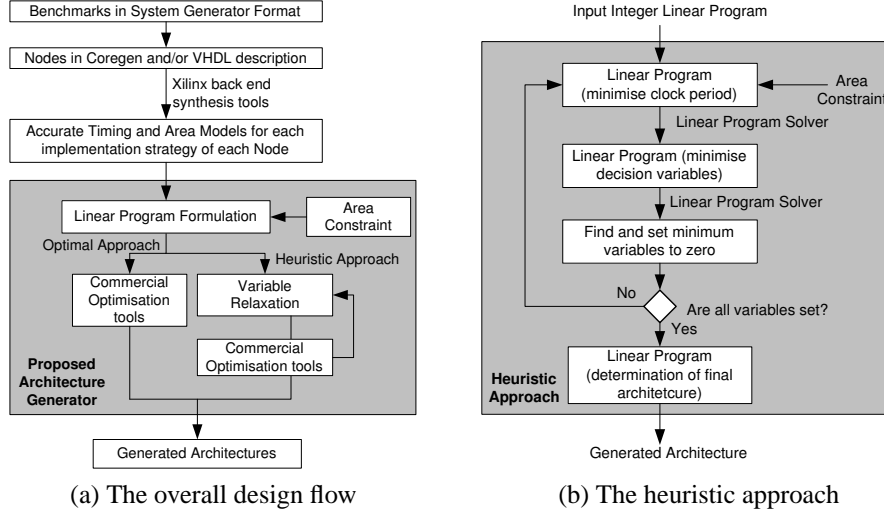 Benchmarks in System Generator Format
Nodes in Coregen and/or VHDL description
Xilinx back end
synthesis tools
Accurate Timing and Area Models for each
implementation strategy of each Node
Linear Program Formulation
Area
Constraint
Optimal Approach
Heuristic Approach
Commercial
Optimisation
tools
Variable
Relaxation
Commercial
Optimisation tools
Proposed
Architecture
Generator
Generated Architectures
(a) The overall design flow
Input Integer Linear Program
Linear Program
(minimise clock period)
Area
Constraint
Linear Program Solver
Linear Program (minimise
decision variables)
Linear Program Solver
Find and set minimum
variables to zero
No
Are all variables set?
Yes
Linear Program
(determination of final
architetcure)
Heuristic
Approach
Generated Architecture
(b) The heuristic approach